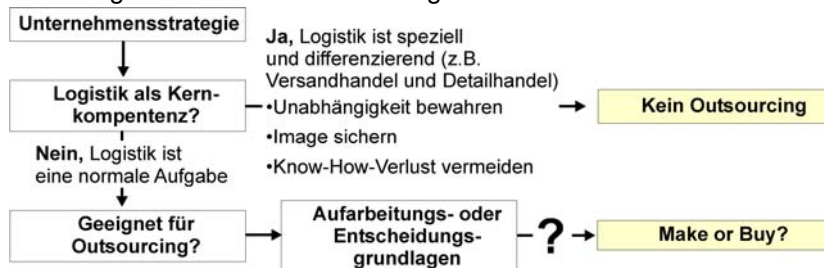 Unternehmensstrategie
Ja, Logistik ist speziell
und differenzierend (z.B.
Versandhandel und Detailhandel)
Logistik als Kern-
kompetenz?
•Unabhängigkeit bewahren
•Image sichern
•Know-How-Verlust vermeiden
Kein Outsourcing
Nein, Logistik ist
eine normale Aufgabe
Geeignet für
Outsourcing?
Aufarbeitungs- oder
Entscheidungs-
grundlagen
?
Make or Buy?